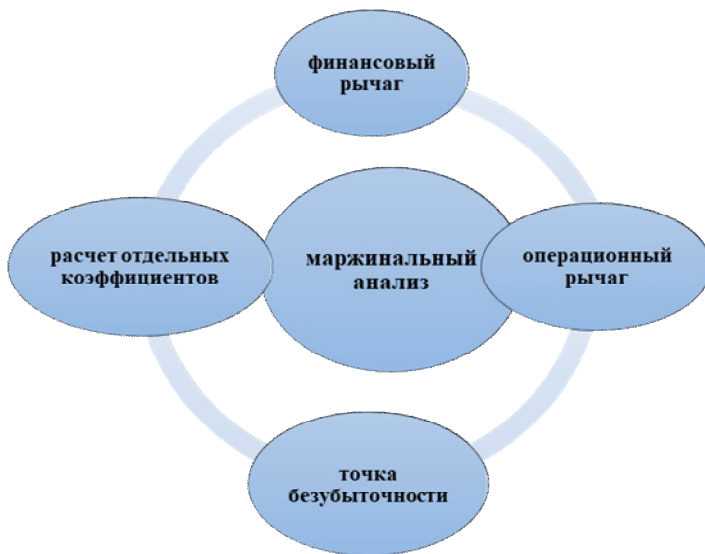 финансовый
рычаг
расчет отдельных
коэффициентов
маржинальный
анализ
операционный
рычаг
точка
безубыточности